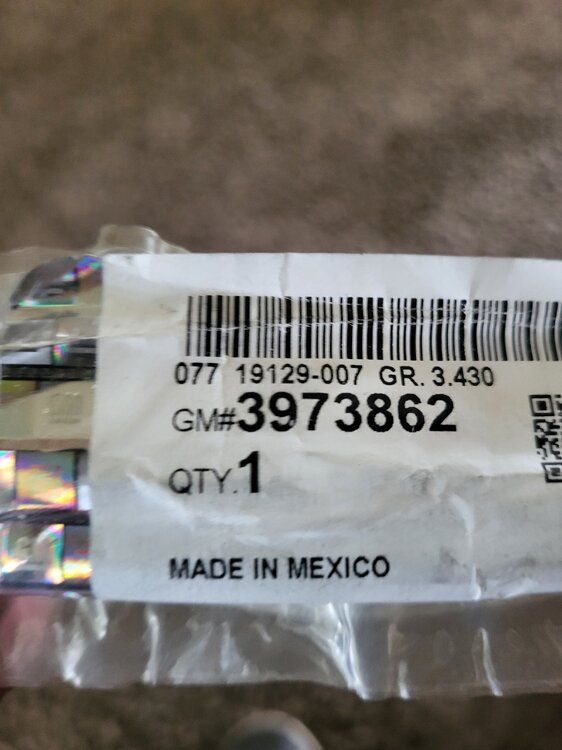 077 19129-007 GR. 3.430
GM#3973862
QTY.1
MADE IN MEXICO